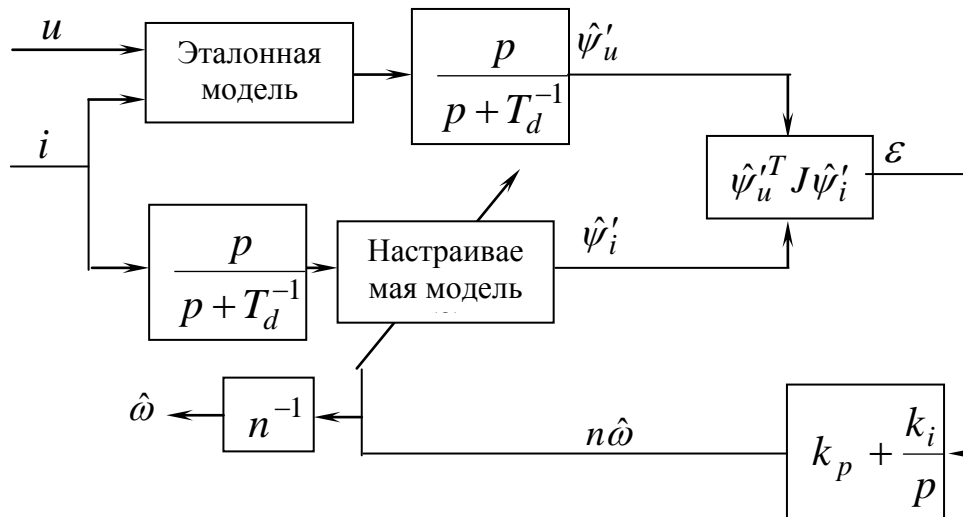 u
Эталонная
модель
p
p + T_d^{-1}
ψ̂′_u
i
ψ̂′_u^T J ψ̂′_i
ε
p
p + T_d^{-1}
Настраивае
мая модель
ψ̂′_i
ω̂
n^{-1}
nω̂
k_p + k_i
p